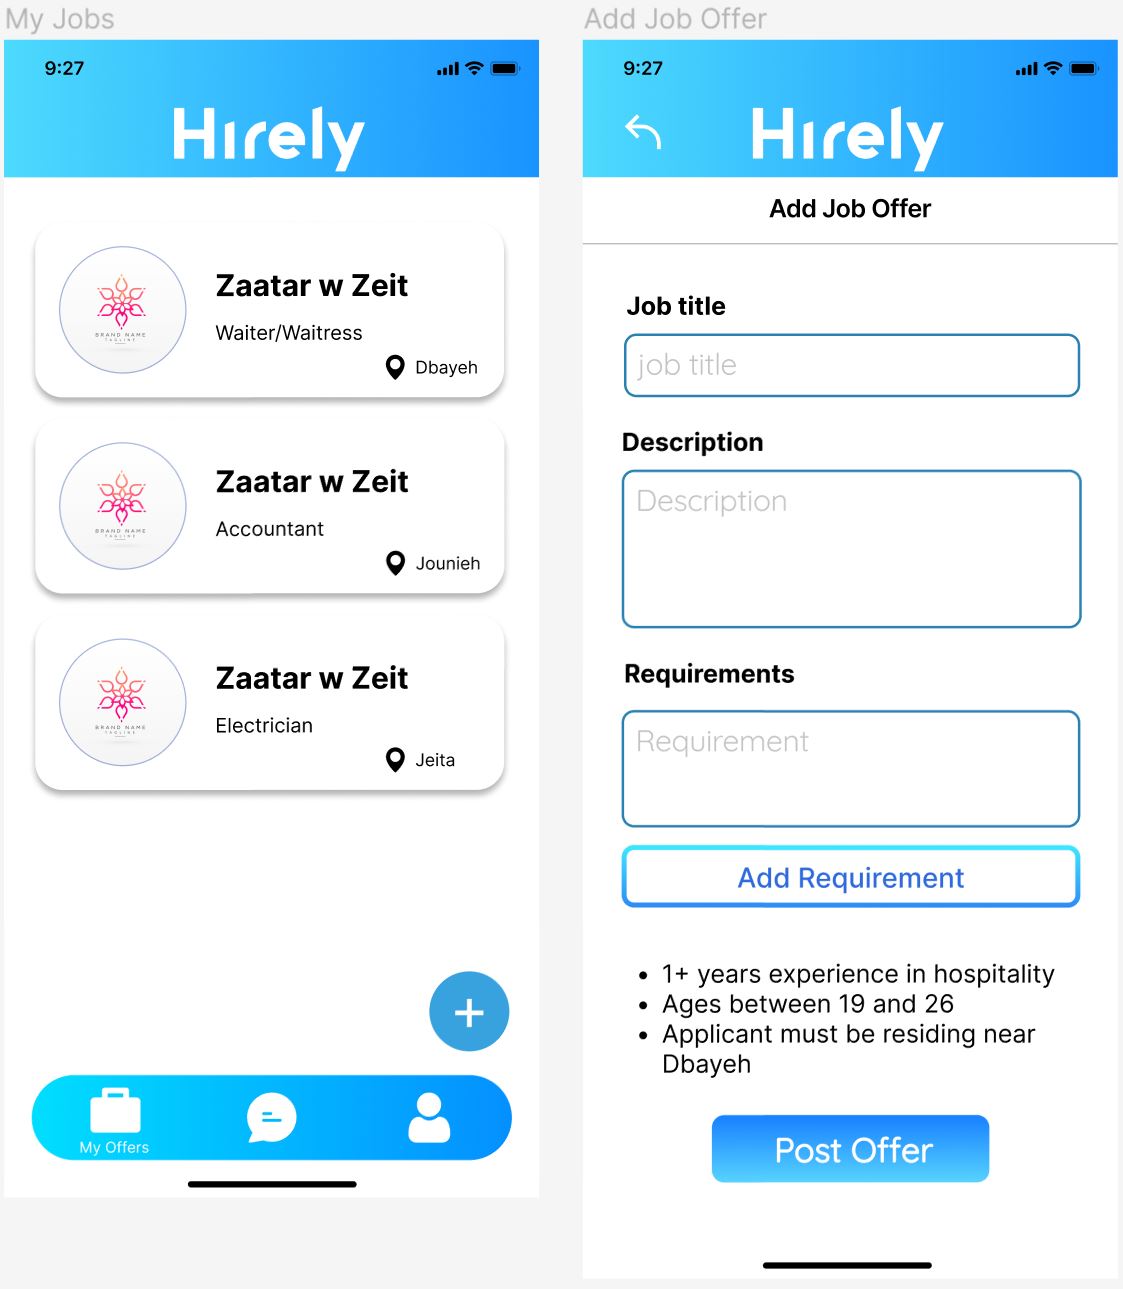 My Jobs
9:27
Hırely
Zaatar w Zeit
Waiter/Waitress
Dbayeh
BRAND NAME
TAGLINE
Zaatar w Zeit
Accountant
Jounieh
BRAND NAME
TAGLINE
Zaatar w Zeit
Electrician
Jeita
BRAND NAME
TAGLINE
My Offers
Add Job Offer
9:27
Hırely
Add Job Offer
Job title
job title
Description
Description
Requirements
Requirement
Add Requirement
• 1+ years experience in hospitality
• Ages between 19 and 26
• Applicant must be residing near
Dbayeh
Post Offer